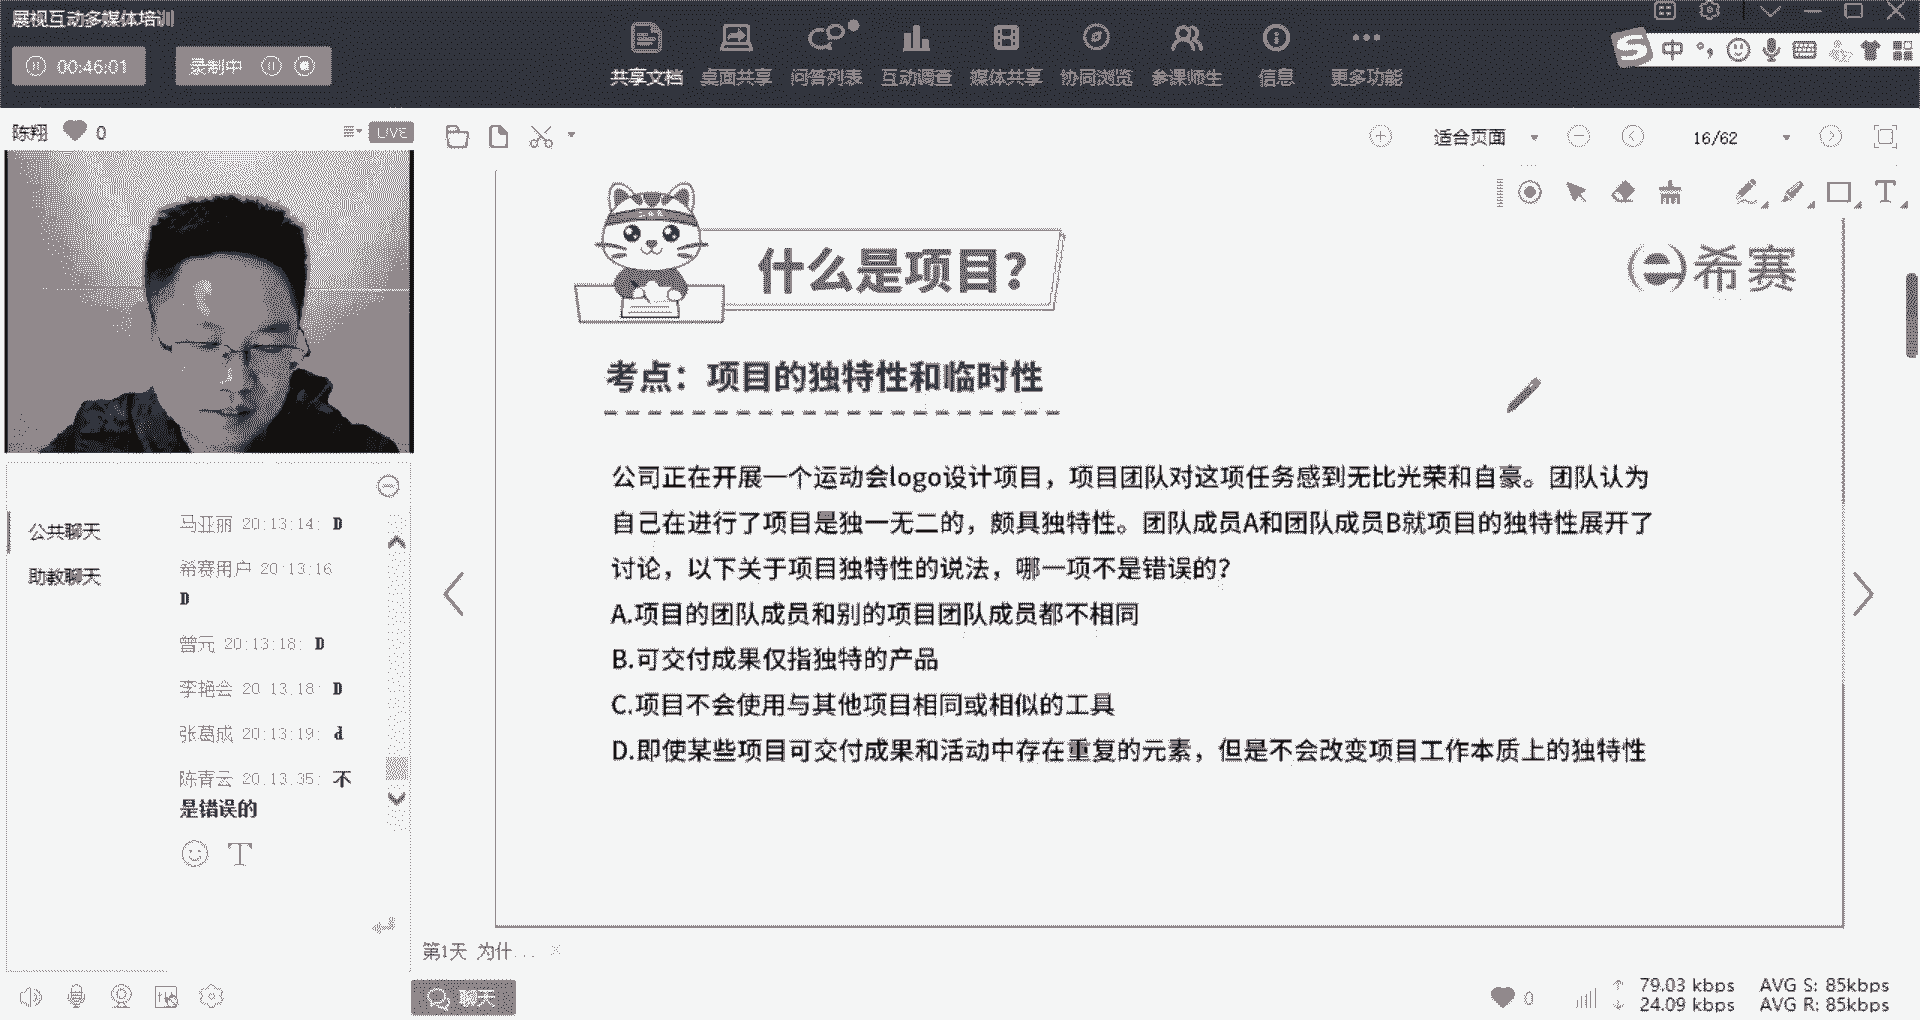 展视互动多媒体培训
00:46:01
录制中
共享文档
桌面共享
问答列表
互动调查
媒体共享
协同浏览
参课师生
信息
更多功能
中
陈翔
0
LIVE
适合页面
16/62
T
什么是项目?
希赛
考点：项目的独特性和临时性
公司正在开展一个运动会logo设计项目，项目团队对这项任务感到无比光荣和自豪。团队认为
自己在进行了项目是独一无二的，颇具独特性。团队成员A和团队成员B就项目的独特性展开了
讨论，以下关于项目独特性的说法，哪一项不是错误的？
A.项目的团队成员和别的项目团队成员都不相同
B.可交付成果仅指独特的产品
C.项目不会使用与其他项目相同或相似的工具
D.即使某些项目可交付成果和活动中存在重复的元素，但是不会改变项目工作本质上的独特性
公共聊天
助教聊天
马亚丽 20:13:14: D
希赛用户 20:13:16
D
曾元 20:13:18: D
李艳会 20:13:18: D
张葛成 20:13:19: d
陈青云 20:13:35: 不
是错误的
T
第1天 为什...
聊天
0
79.03 kbps
AVG S: 85kbps
24.09 kbps
AVG R: 85kbps